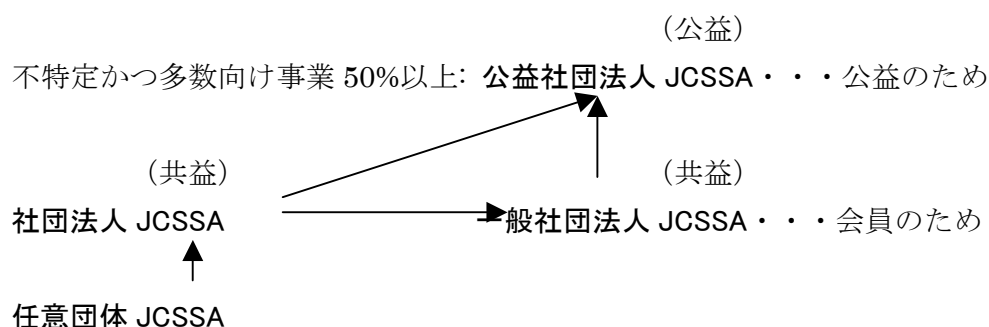 （公益）
不特定かつ多数向け事業 50%以上: 公益社団法人 JCSSA・・・公益のため
（共益） （共益）
社団法人 JCSSA 一般社団法人 JCSSA・・・会員のため
任意団体 JCSSA